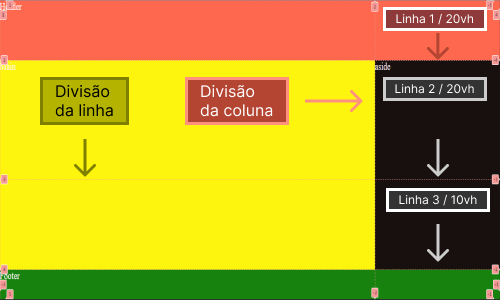 Header
Linha 1 / 20vh
main
aside
Divisão
da linha
Divisão
da coluna
Linha 2 / 20vh
Linha 3 / 10vh
Footer